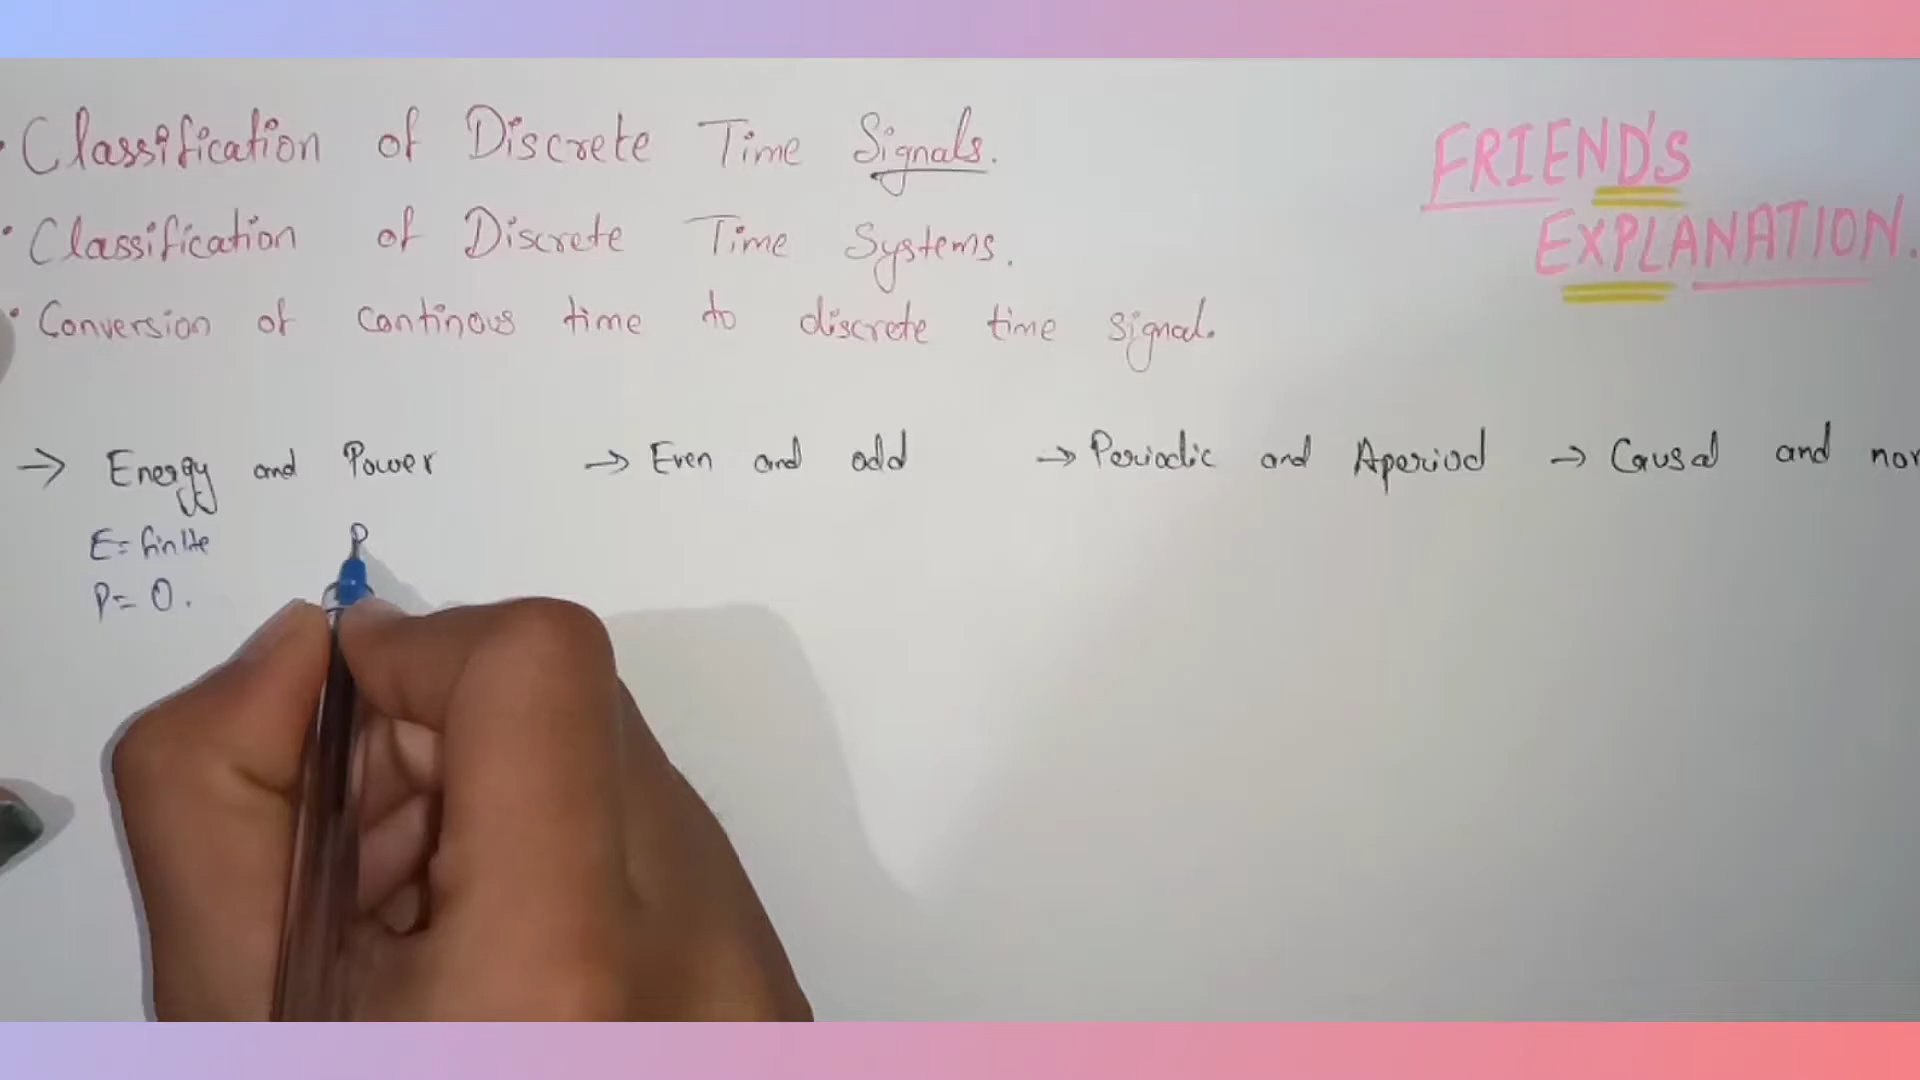 • Classification of Discrete Time Signals.
• Classification of Discrete Time Systems.
• Conversion of continous time to discrete time signal.
FRIEND'S
EXPLANATION.
→ Energy and Power → Even and odd → Periodic and Aperiod → Causal and non
E = finite P
P = 0.